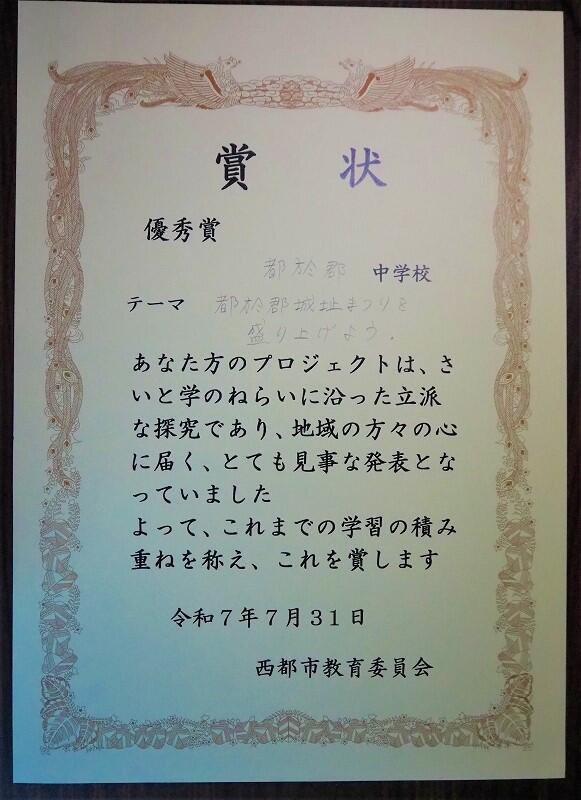 賞 状
優秀賞
都於郡 中学校
テーマ 都於郡城址まつりを
盛り上げよう.
あなた方のプロジェクトは、さ
いと学のねらいに沿った立派
な探究であり、地域の方々の心
に届く、とても見事な発表とな
っていました
よって、これまでの学習の積み
重ねを称え、これを賞します
令和7年7月31日
西都市教育委員会